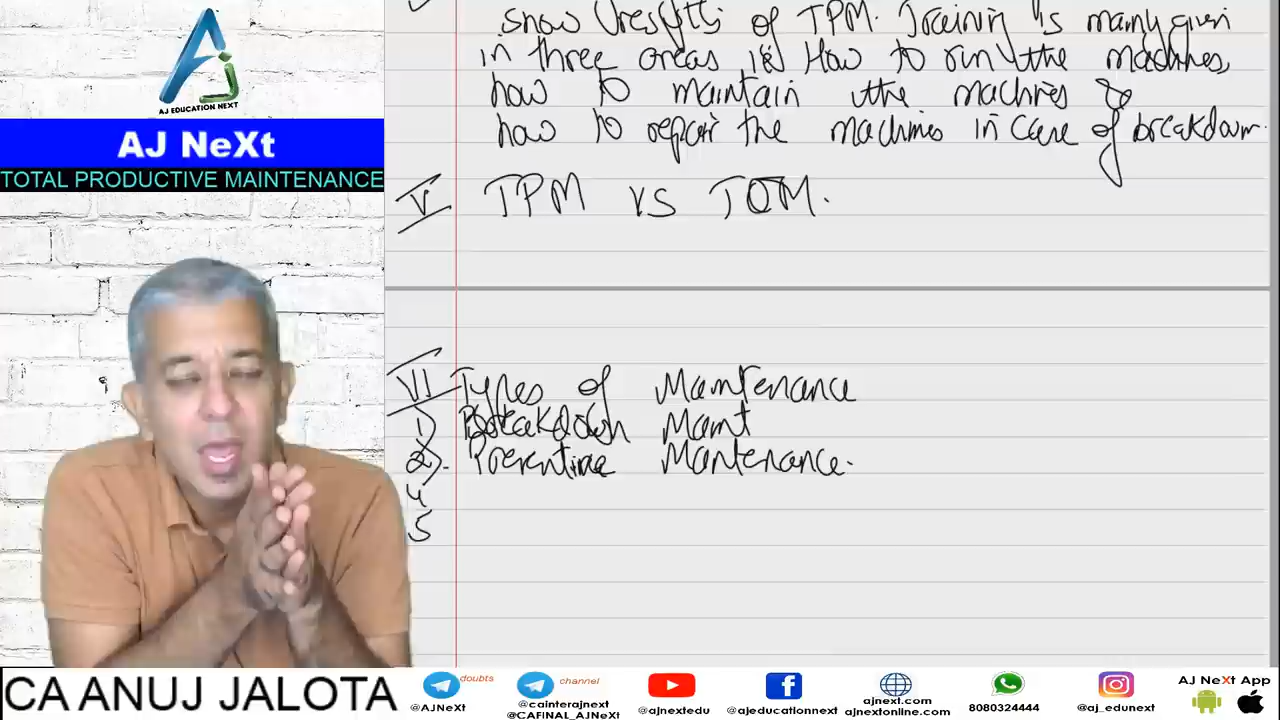 AJ EDUCATION NEXT
AJ NeXt
TOTAL PRODUCTIVE MAINTENANCE
show results of TPM. Training is mainly given
in three areas ie How to run the machines,
how to maintain the machines &
how to repair the machines in case of breakdown.
V TPM VS TQM.
VI Types of Maintenance
1) Breakdown Maint
2) Preventive Maintenance.
4
5
CA ANUJ JALOTA
doubts
@AJNeXt
channel
@cainterajnext
@CAFINAL_AJNeXt
@ajnextedu
@ajeducationnext
ajnext.com
ajnextonline.com
8080324444
@aj_edunext
AJ NeXt App